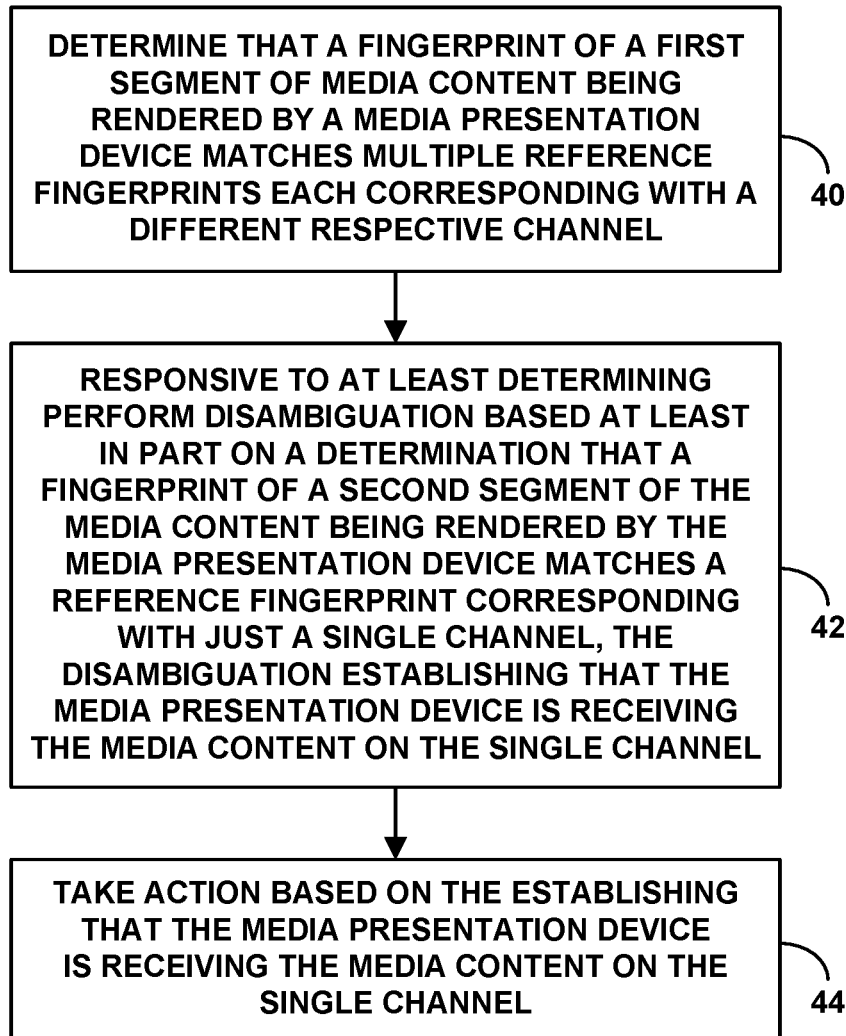 DETERMINE THAT A FINGERPRINT OF A FIRST
SEGMENT OF MEDIA CONTENT BEING
RENDERED BY A MEDIA PRESENTATION
DEVICE MATCHES MULTIPLE REFERENCE
FINGERPRINTS EACH CORRESPONDING WITH A
DIFFERENT RESPECTIVE CHANNEL
40
RESPONSIVE TO AT LEAST DETERMINING
PERFORM DISAMBIGUATION BASED AT LEAST
IN PART ON A DETERMINATION THAT A
FINGERPRINT OF A SECOND SEGMENT OF THE
MEDIA CONTENT BEING RENDERED BY THE
MEDIA PRESENTATION DEVICE MATCHES A
REFERENCE FINGERPRINT CORRESPONDING
WITH JUST A SINGLE CHANNEL, THE
DISAMBIGUATION ESTABLISHING THAT THE
MEDIA PRESENTATION DEVICE IS RECEIVING
THE MEDIA CONTENT ON THE SINGLE CHANNEL
42
TAKE ACTION BASED ON THE ESTABLISHING
THAT THE MEDIA PRESENTATION DEVICE
IS RECEIVING THE MEDIA CONTENT ON THE
SINGLE CHANNEL
44